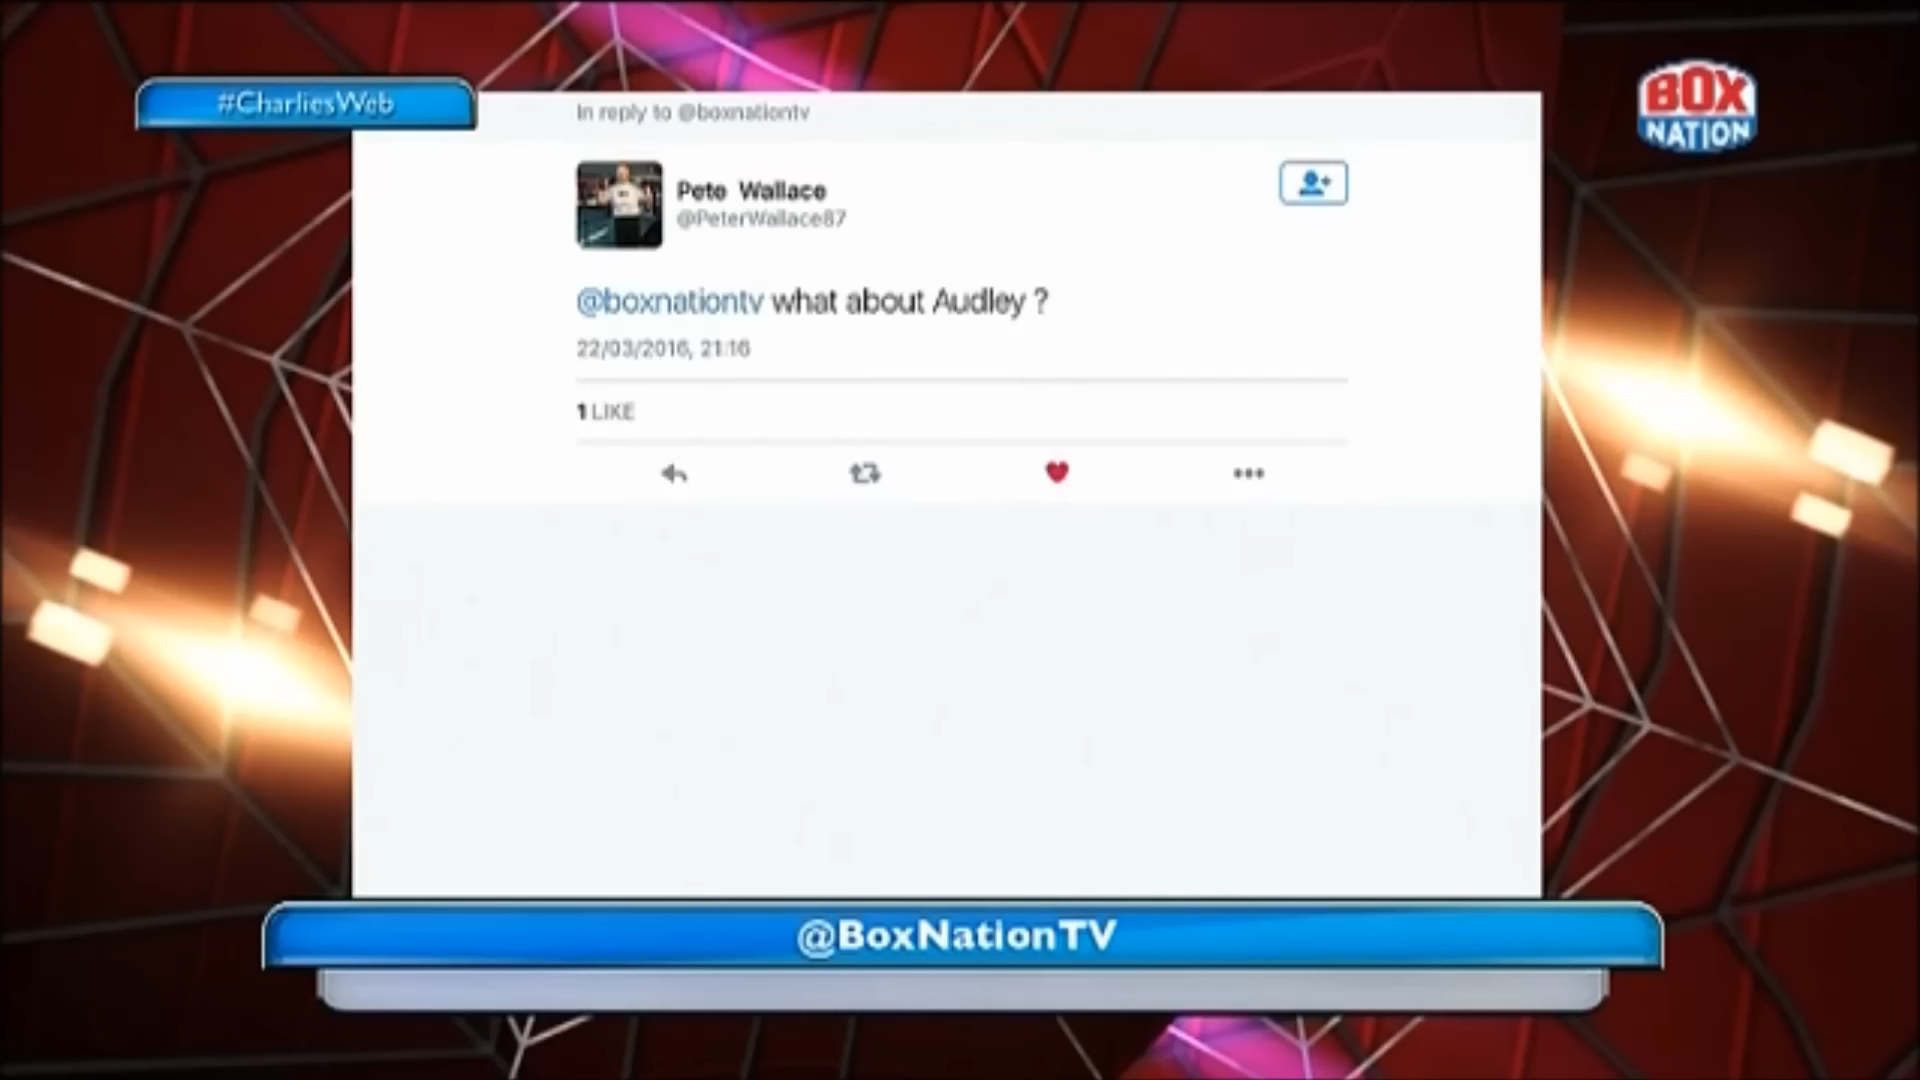 #CharliesWeb
BOX
NATION
In reply to @boxnationtv
Pete Wallace
@PeterWallace87
@boxnationtv what about Audley ?
22/03/2016, 21:16
1 LIKE
@BoxNationTV